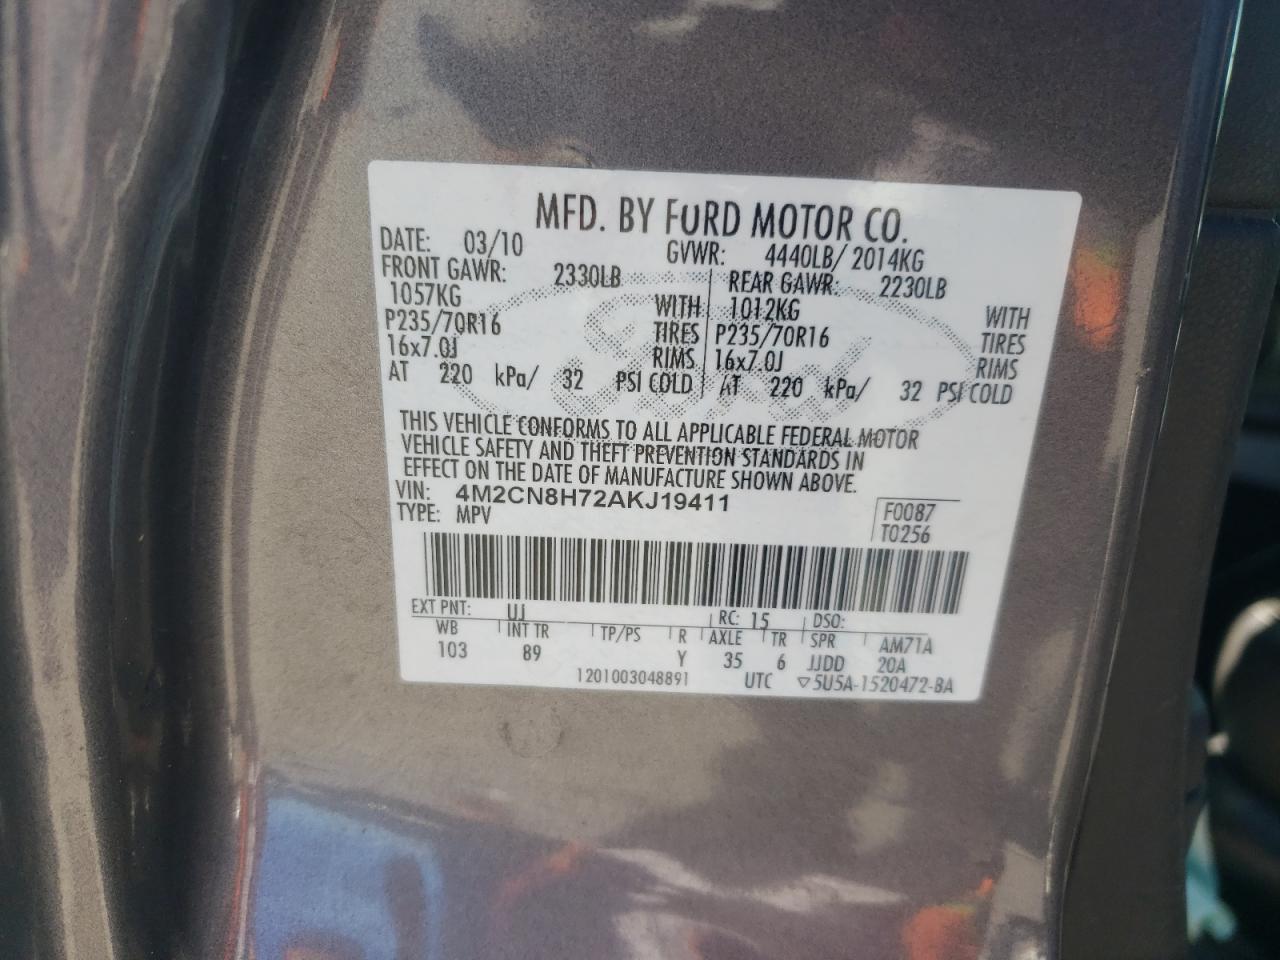 MFD. BY FORD MOTOR CO.
DATE: 03/10 GVWR: 4440LB/ 2014KG
FRONT GAWR: 2330LB REAR GAWR: 2230LB
1057KG WITH 1012KG WITH
P235/70R16 TIRES P235/70R16 TIRES
16x7.0J RIMS 16x7.0J RIMS
AT 220 kPa/ 32 PSI COLD AT 220 kPa/ 32 PSI COLD
Ford
THIS VEHICLE CONFORMS TO ALL APPLICABLE FEDERAL MOTOR
VEHICLE SAFETY AND THEFT PREVENTION STANDARDS IN
EFFECT ON THE DATE OF MANUFACTURE SHOWN ABOVE.
VIN: 4M2CN8H72AKJ19411
TYPE: MPV
F0087
T0256
EXT PNT: UJ RC: 15 DSO:
WB INT TR TP/PS R AXLE TR SPR AM71A
103 89 Y 35 6 JJDD 20A
1201003048891 UTC ▽5U5A-1520472-BA